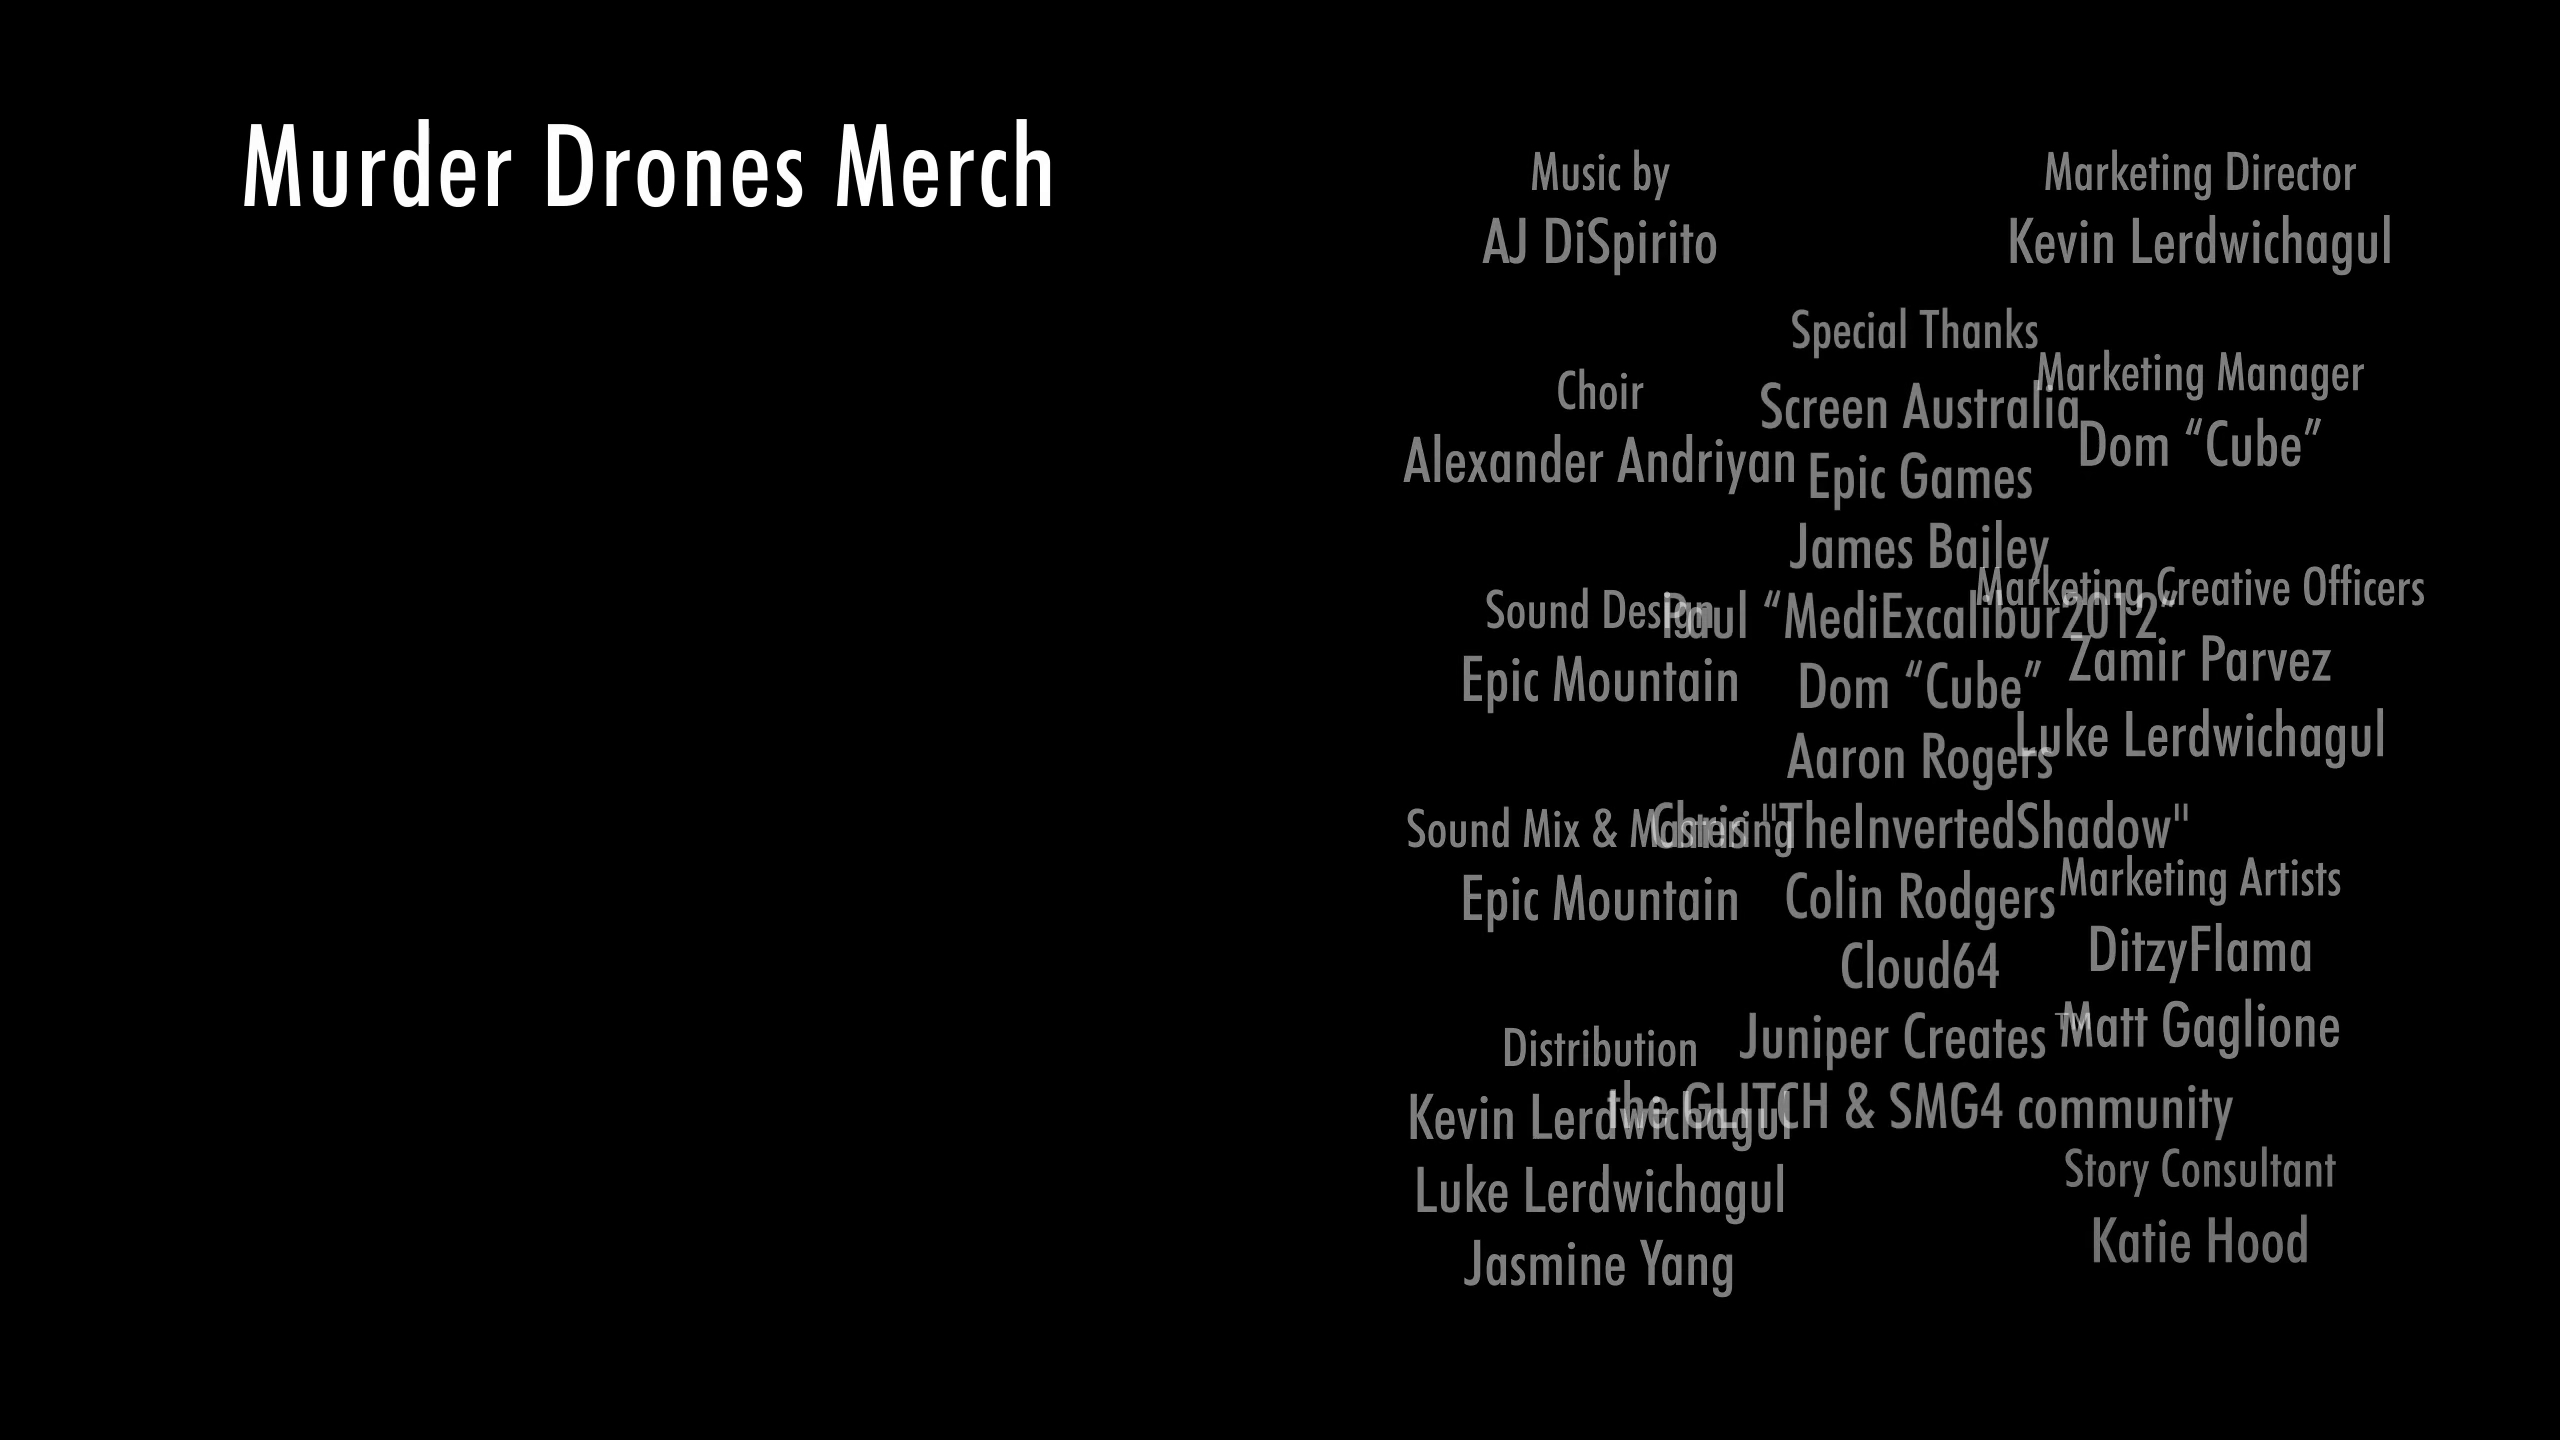 Murder Drones Merch
Music by
AJ DiSpirito
Choir
Alexander Andriyan
Sound Design
Epic Mountain
Sound Mix & Mastering
Epic Mountain
Distribution
Kevin Lerdwichagul
Luke Lerdwichagul
Jasmine Yang
Special Thanks
Screen Australia
Epic Games
James Bailey
Paul “MediExcalibur2012”
Dom “Cube”
Aaron Rogers
Chris "TheInvertedShadow"
Colin Rodgers
Cloud64
Juniper Creates ™
the GLITCH & SMG4 community
Marketing Director
Kevin Lerdwichagul
Marketing Manager
Dom “Cube”
Marketing Creative Officers
Zamir Parvez
Luke Lerdwichagul
Marketing Artists
DitzyFlama
Matt Gaglione
Story Consultant
Katie Hood